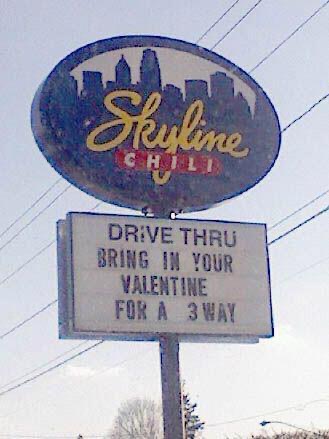 Skyline
CHILI
DRIVE THRU
BRING IN YOUR
VALENTINE
FOR A 3 WAY